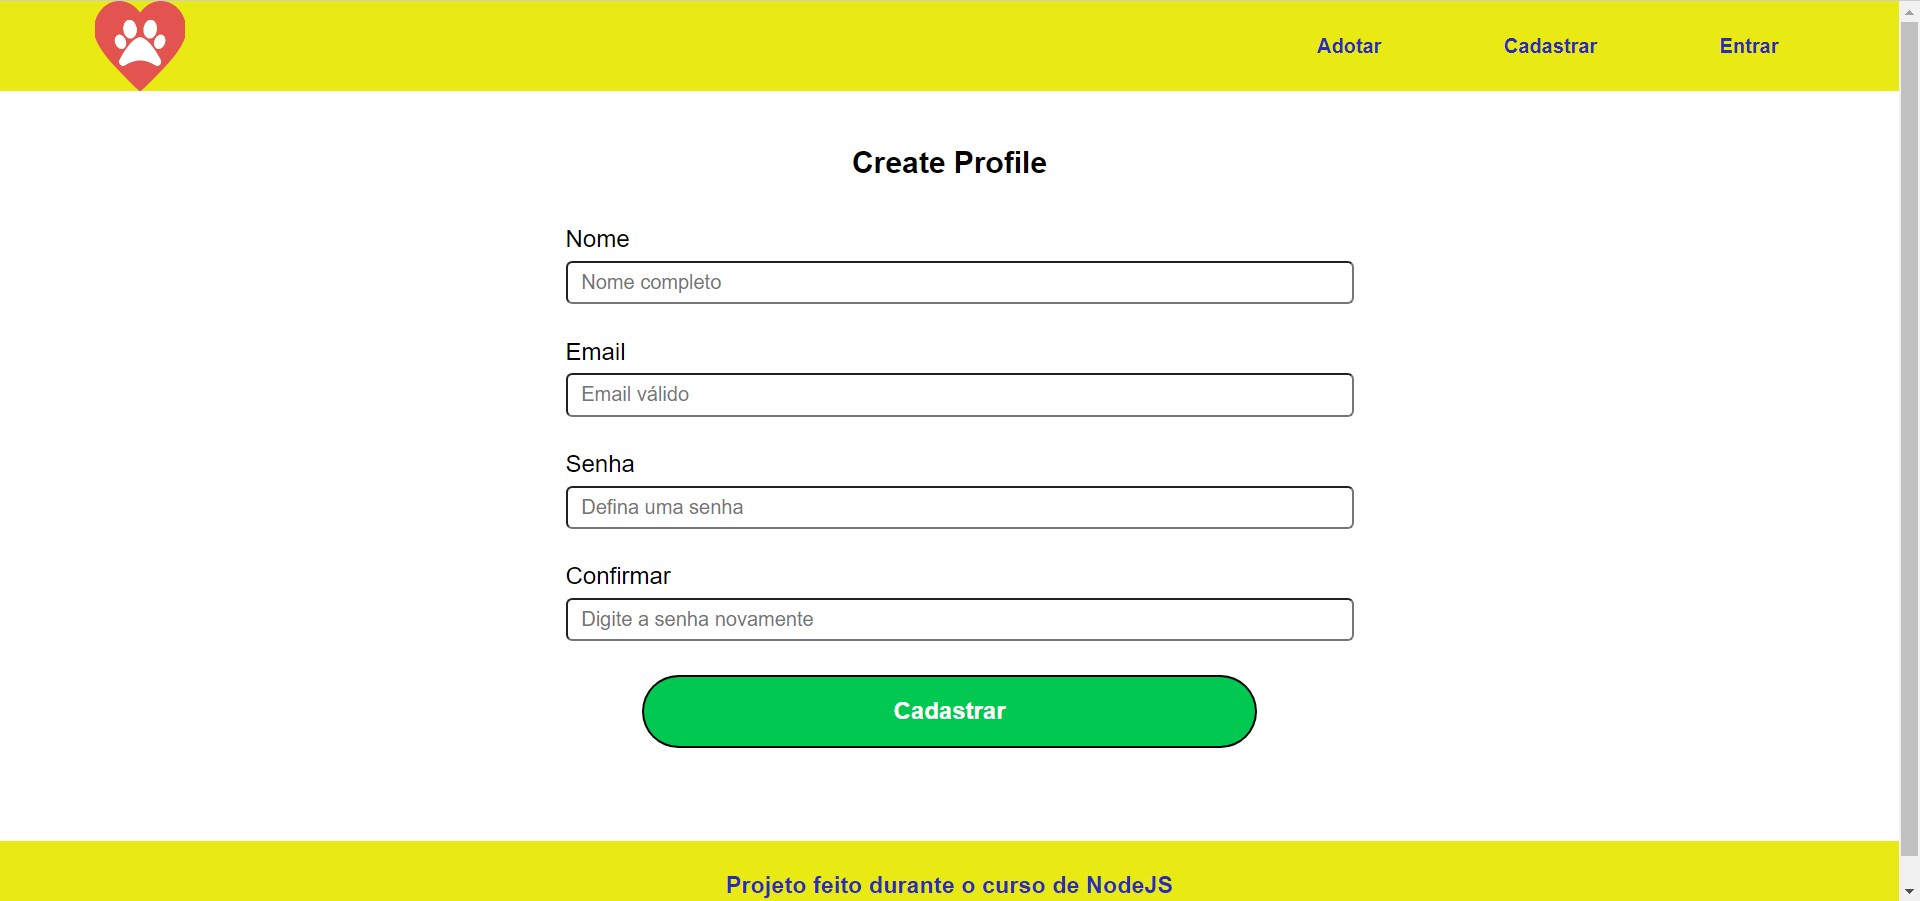 Adotar Cadastrar Entrar
Create Profile
Nome
Nome completo
Email
Email válido
Senha
Defina uma senha
Confirmar
Digite a senha novamente
Cadastrar
Projeto feito durante o curso de NodeJS